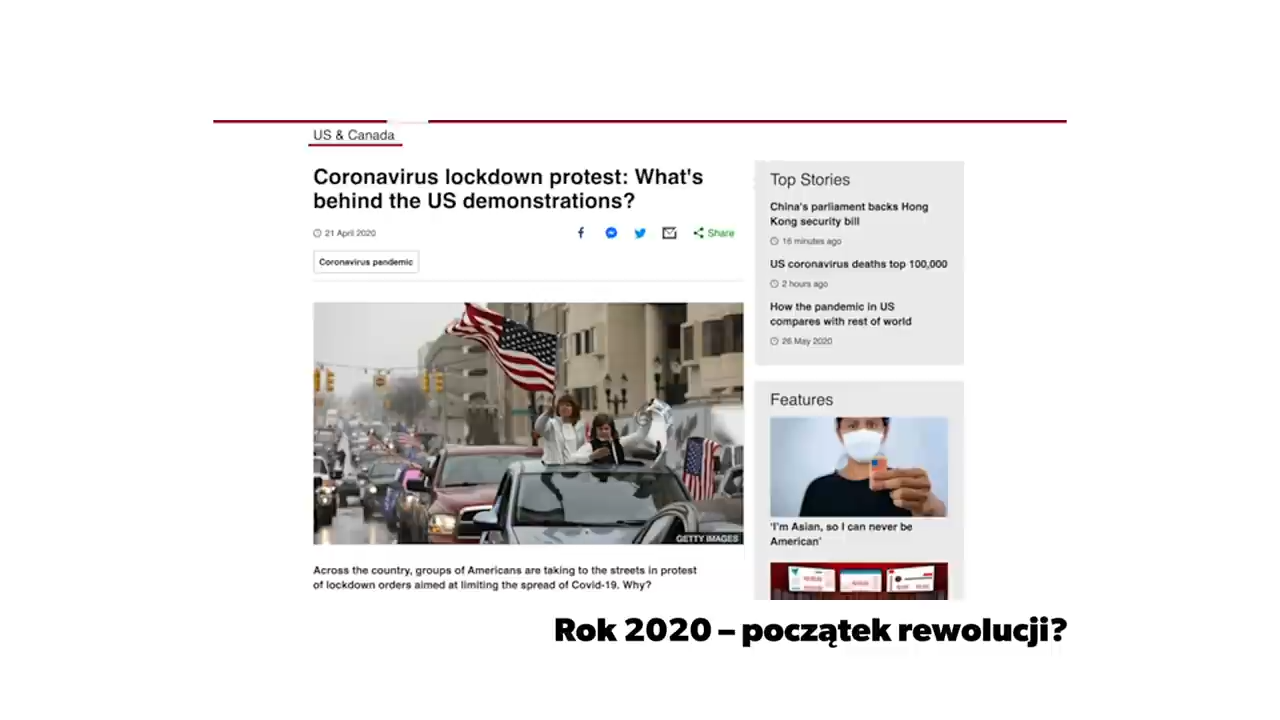 US & Canada
Coronavirus lockdown protest: What's
behind the US demonstrations?
21 April 2020
Share
Coronavirus pandemic
GETTY IMAGES
Across the country, groups of Americans are taking to the streets in protest
of lockdown orders aimed at limiting the spread of Covid-19. Why?
Top Stories
China's parliament backs Hong
Kong security bill
16 minutes ago
US coronavirus deaths top 100,000
2 hours ago
How the pandemic in US
compares with rest of world
26 May 2020
Features
'I'm Asian, so I can never be
American'
Rok 2020 – początek rewolucji?